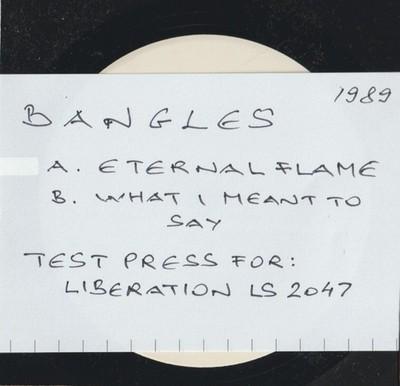 1989
BANGLES
A. ETERNAL FLAME
B. WHAT I MEANT TO
SAY
TEST PRESS FOR:
LIBERATION LS 2047